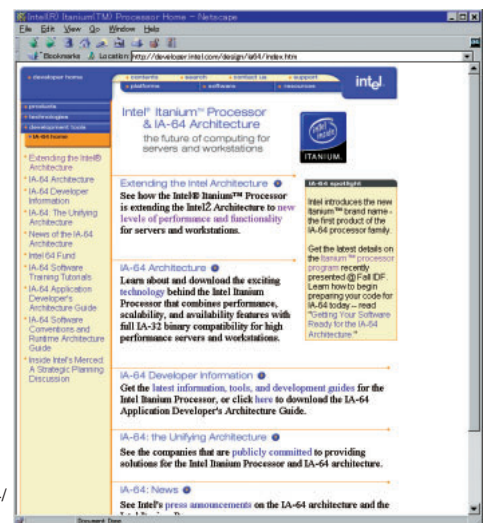 Intel(R) Itanium(TM) Processor Home - Netscape
File Edit View Go Window Help
Bookmarks Location: http://developer.intel.com/design/ia64/index.htm
developer home
contents search contact us support
platforms software resources
intel
products
technologies
development tools
IA-64 home
Extending the Intel®
Architecture
IA-64 Architecture
IA-64 Developer
Information
IA-64: The Unifying
Architecture
News of the IA-64
Architecture
Intel 64 Fund
IA-64 Software
Training Tutorials
IA-64 Application
Developer's
Architecture Guide
IA-64 Software
Conventions and
Runtime Architecture
Guide
Inside Intel's Merced:
A Strategic Planning
Discussion
Intel® Itanium™ Processor
& IA-64 Architecture
the future of computing for
servers and workstations
intel
inside
ITANIUM.
Extending the Intel Architecture
See how the Intel® Itanium™ Processor
is extending the IntelŽ Architecture to new
levels of performance and functionality
for servers and workstations.
IA-64 Architecture
Learn about and download the exciting
technology behind the Intel Itanium
Processor that combines performance,
scalability, and availability features with
full IA-32 binary compatibility for high
performance servers and workstations.
IA-64 spotlight
Intel introduces the new
Itanium™ brand name -
the first product of the
IA-64 processor family.
Get the latest details on
the Itanium™ processor
program recently
presented @ Fall IDF.
Learn how to begin
preparing your code for
IA-64 today -- read
"Getting Your Software
Ready for the IA-64
Architecture."
IA-64 Developer Information
Get the latest information, tools, and development guides for the
Intel Itanium Processor, or click here to download the IA-64
Application Developer's Architecture Guide.
IA-64: the Unifying Architecture
See the companies that are publicly committed to providing
solutions for the Intel Itanium Processor and IA-64 architecture.
IA-64: News
See Intel's press announcements on the IA-64 architecture and the
/
Document: Done